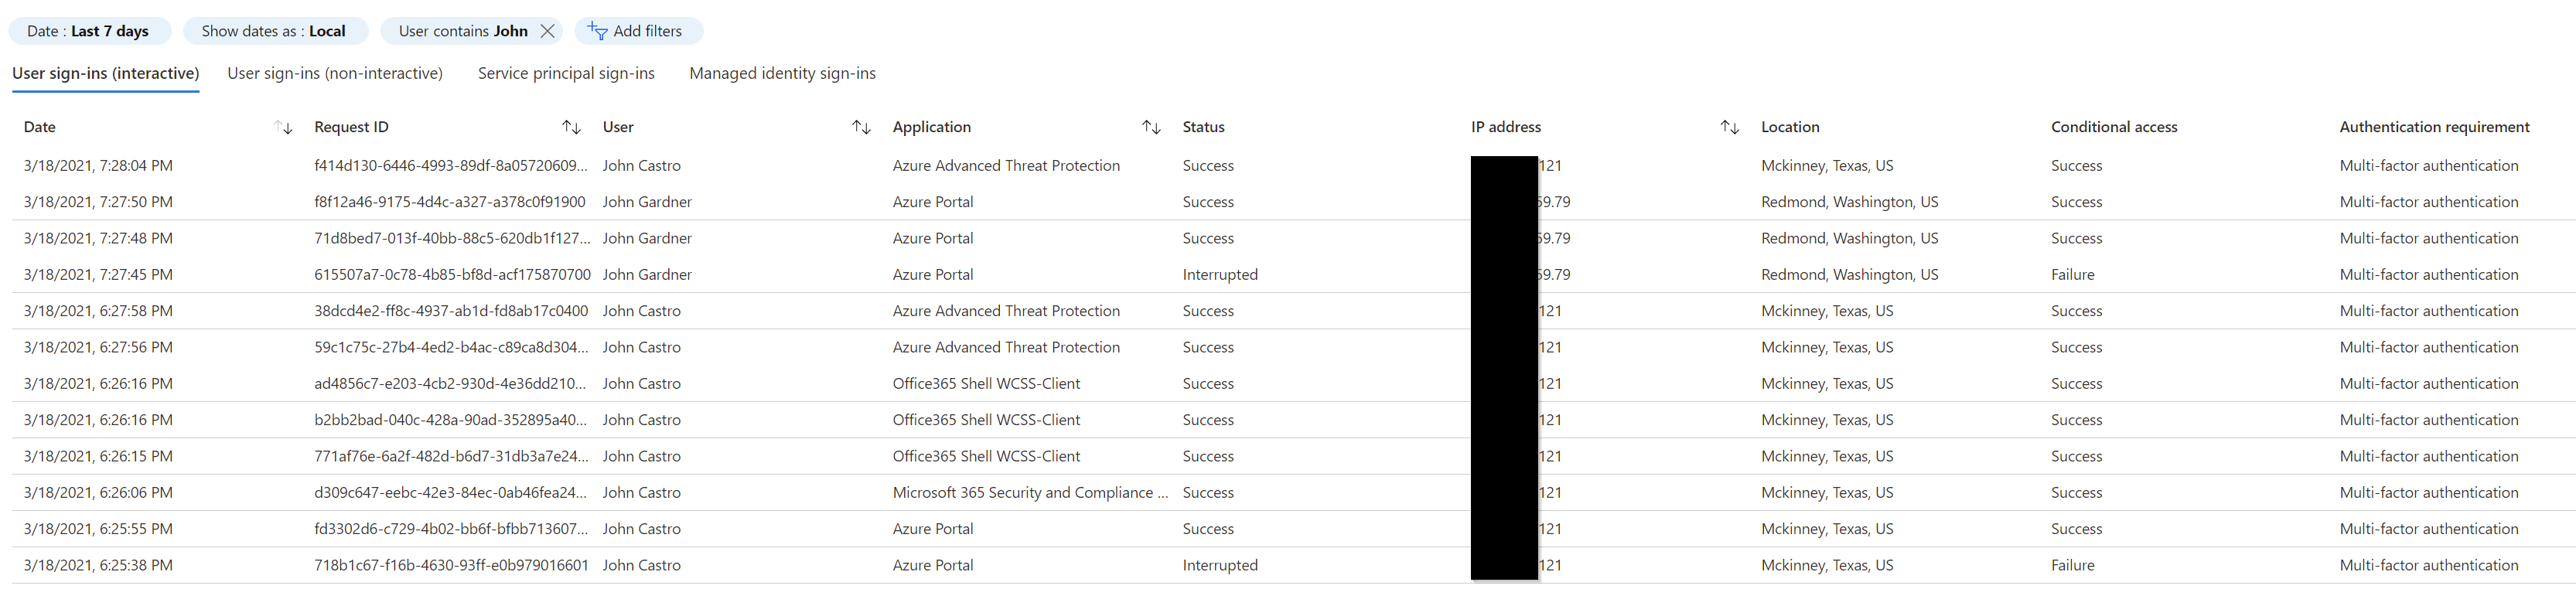 Date : Last 7 days Show dates as : Local User contains John Add filters
User sign-ins (interactive) User sign-ins (non-interactive) Service principal sign-ins Managed identity sign-ins
Date Request ID User Application Status IP address Location Conditional access Authentication requirement
3/18/2021, 7:28:04 PM f414d130-6446-4993-89df-8a05720609... John Castro Azure Advanced Threat Protection Success 121 Mckinney, Texas, US Success Multi-factor authentication
3/18/2021, 7:27:50 PM f8f12a46-9175-4d4c-a327-a378c0f91900 John Gardner Azure Portal Success 59.79 Redmond, Washington, US Success Multi-factor authentication
3/18/2021, 7:27:48 PM 71d8bed7-013f-40bb-88c5-620db1f127... John Gardner Azure Portal Success 59.79 Redmond, Washington, US Success Multi-factor authentication
3/18/2021, 7:27:45 PM 615507a7-0c78-4b85-bf8d-acf175870700 John Gardner Azure Portal Interrupted 59.79 Redmond, Washington, US Failure Multi-factor authentication
3/18/2021, 6:27:58 PM 38dcd4e2-ff8c-4937-ab1d-fd8ab17c0400 John Castro Azure Advanced Threat Protection Success 121 Mckinney, Texas, US Success Multi-factor authentication
3/18/2021, 6:27:56 PM 59c1c75c-27b4-4ed2-b4ac-c89ca8d304... John Castro Azure Advanced Threat Protection Success 121 Mckinney, Texas, US Success Multi-factor authentication
3/18/2021, 6:26:16 PM ad4856c7-e203-4cb2-930d-4e36dd210... John Castro Office365 Shell WCSS-Client Success 121 Mckinney, Texas, US Success Multi-factor authentication
3/18/2021, 6:26:16 PM b2bb2bad-040c-428a-90ad-352895a40... John Castro Office365 Shell WCSS-Client Success 121 Mckinney, Texas, US Success Multi-factor authentication
3/18/2021, 6:26:15 PM 771af76e-6a2f-482d-b6d7-31db3a7e24... John Castro Office365 Shell WCSS-Client Success 121 Mckinney, Texas, US Success Multi-factor authentication
3/18/2021, 6:26:06 PM d309c647-eebc-42e3-84ec-0ab46fea24... John Castro Microsoft 365 Security and Compliance ... Success 121 Mckinney, Texas, US Success Multi-factor authentication
3/18/2021, 6:25:55 PM fd3302d6-c729-4b02-bb6f-bfbb713607... John Castro Azure Portal Success 121 Mckinney, Texas, US Success Multi-factor authentication
3/18/2021, 6:25:38 PM 718b1c67-f16b-4630-93ff-e0b979016601 John Castro Azure Portal Interrupted 121 Mckinney, Texas, US Failure Multi-factor authentication